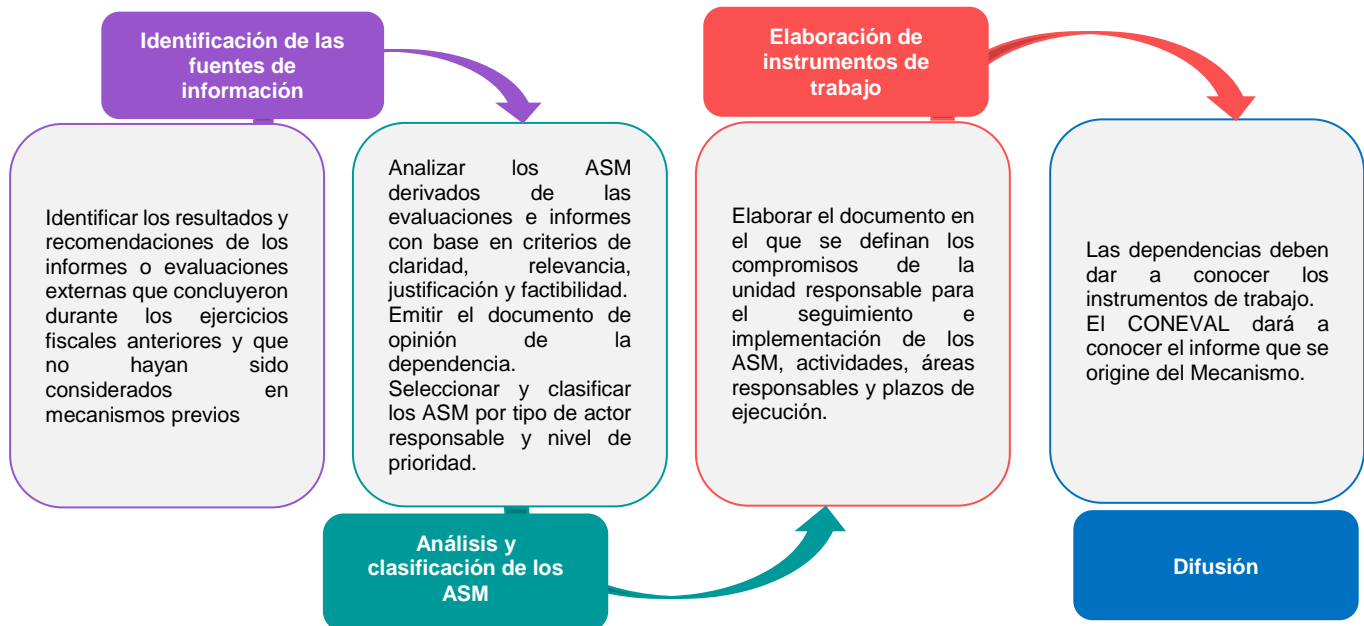 Identificación de las
fuentes de
información
Identificar los resultados y
recomendaciones de los
informes o evaluaciones
externas que concluyeron
durante los ejercicios
fiscales anteriores y que
no hayan sido
considerados en
mecanismos previos
Analizar los ASM
derivados de las
evaluaciones e informes
con base en criterios de
claridad, relevancia,
justificación y factibilidad.
Emitir el documento de
opinión de la
dependencia.
Seleccionar y clasificar
los ASM por tipo de actor
responsable y nivel de
prioridad.
Análisis y
clasificación de los
ASM
Elaboración de
instrumentos de
trabajo
Elaborar el documento en
el que se definan los
compromisos de la
unidad responsable para
el seguimiento e
implementación de los
ASM, actividades, áreas
responsables y plazos de
ejecución.
Las dependencias deben
dar a conocer los
instrumentos de trabajo.
El CONEVAL dará a
conocer el informe que se
origine del Mecanismo.
Difusión